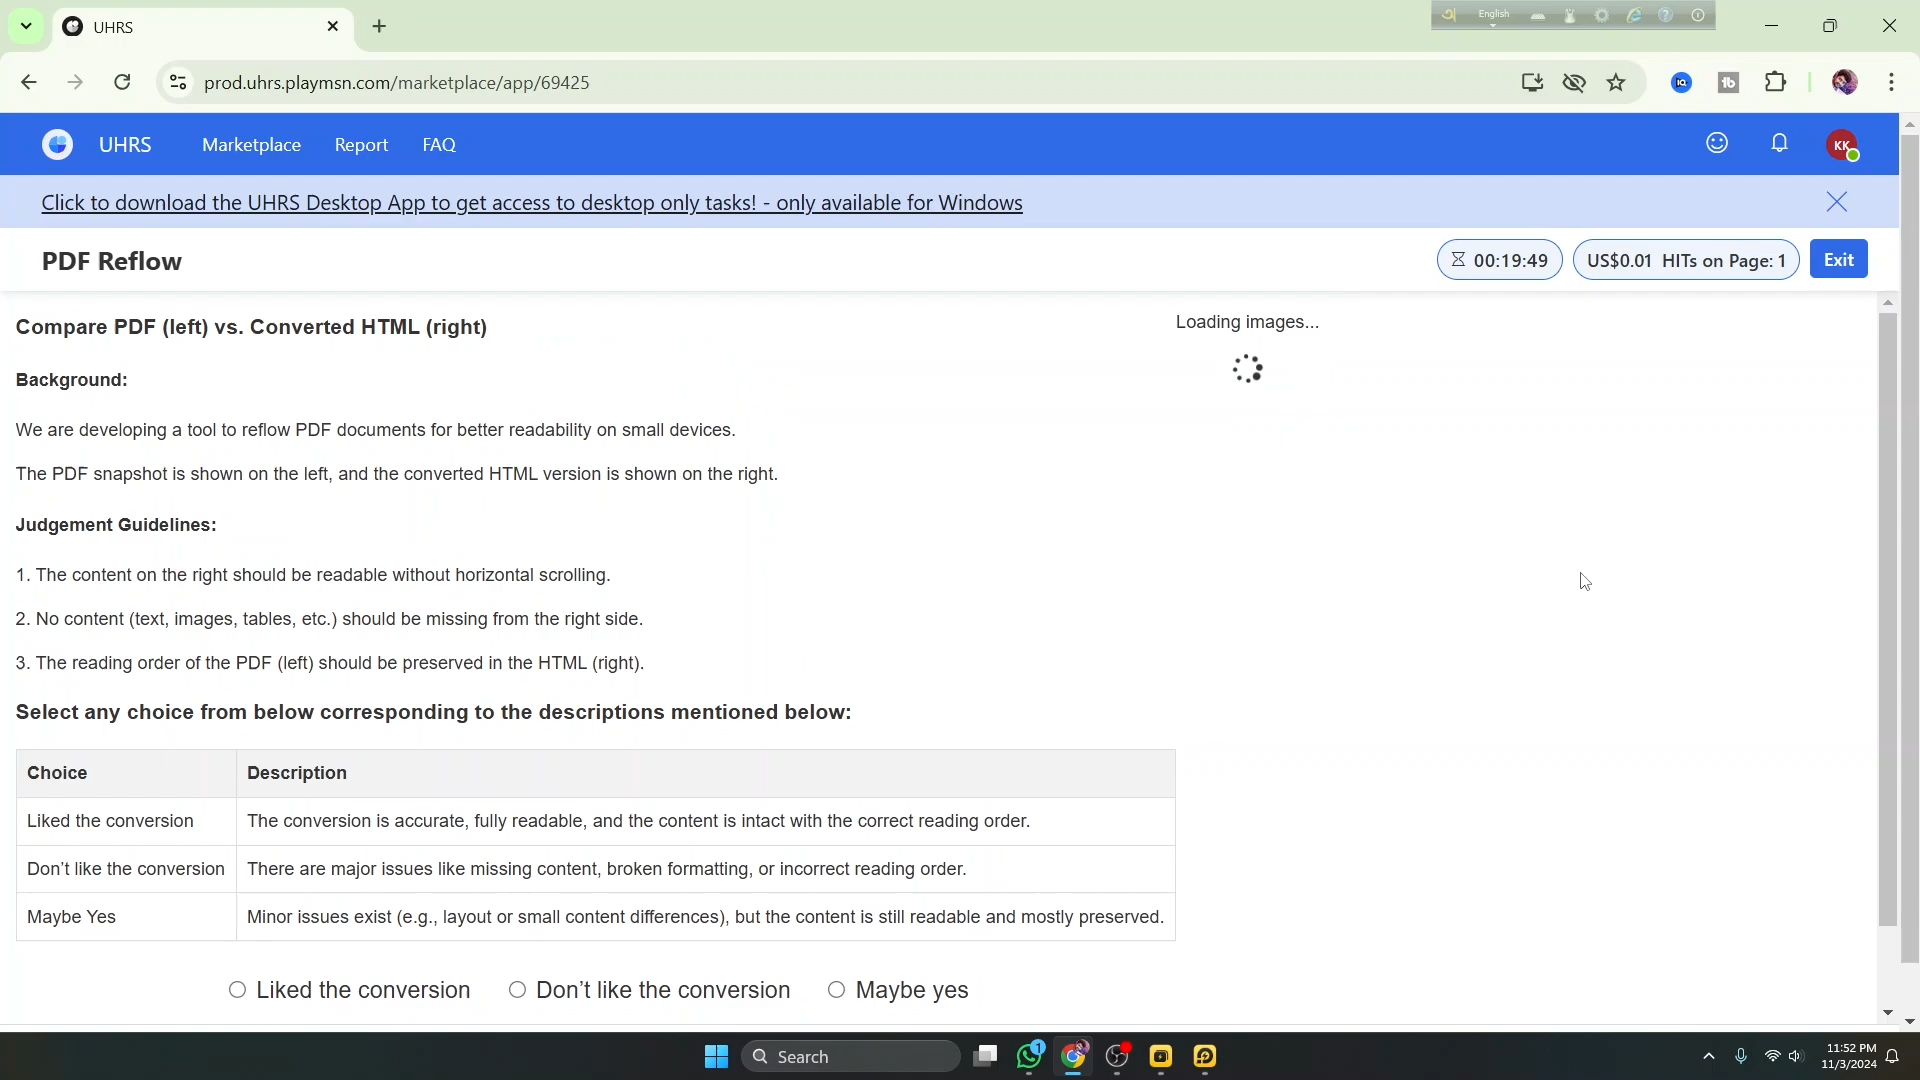 UHRS
English
prod.uhrs.playmsn.com/marketplace/app/69425
UHRS
Marketplace
Report
FAQ
KK
Click to download the UHRS Desktop App to get access to desktop only tasks! - only available for Windows
PDF Reflow
00:19:49
US$0.01 HITs on Page: 1
Exit
Compare PDF (left) vs. Converted HTML (right)
Loading images...
Background:
We are developing a tool to reflow PDF documents for better readability on small devices.
The PDF snapshot is shown on the left, and the converted HTML version is shown on the right.
Judgement Guidelines:
1. The content on the right should be readable without horizontal scrolling.
2. No content (text, images, tables, etc.) should be missing from the right side.
3. The reading order of the PDF (left) should be preserved in the HTML (right).
Select any choice from below corresponding to the descriptions mentioned below:
Choice Description
Liked the conversion The conversion is accurate, fully readable, and the content is intact with the correct reading order.
Don’t like the conversion There are major issues like missing content, broken formatting, or incorrect reading order.
Maybe Yes Minor issues exist (e.g., layout or small content differences), but the content is still readable and mostly preserved.
Liked the conversion Don’t like the conversion Maybe yes
Search
1
11:52 PM
11/3/2024